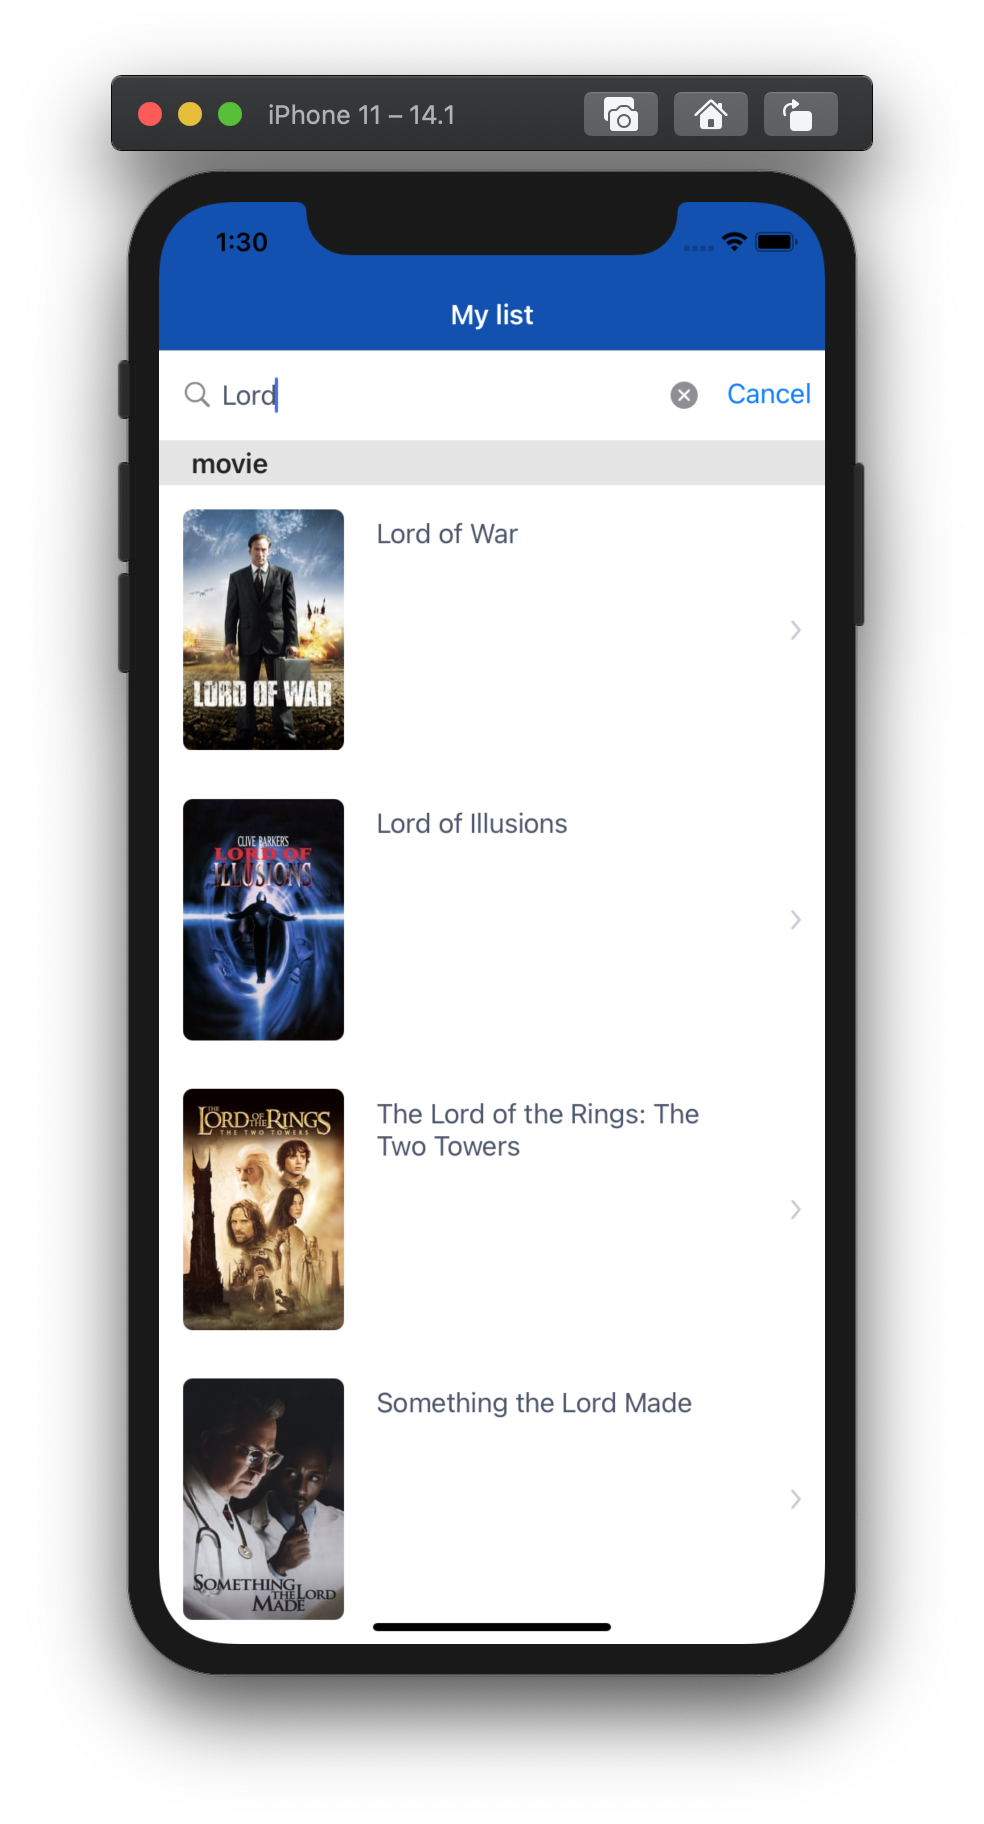 iPhone 11 – 14.1
1:30
My list
Lord
Cancel
movie
Lord of War
LORD OF WAR
Lord of Illusions
CLIVE BARKER'S
LORD OF
ILLUSIONS
The Lord of the Rings: The
Two Towers
THE
LORD OF THE RINGS
THE TWO TOWERS
Something the Lord Made
SOMETHING
THE LORD
MADE